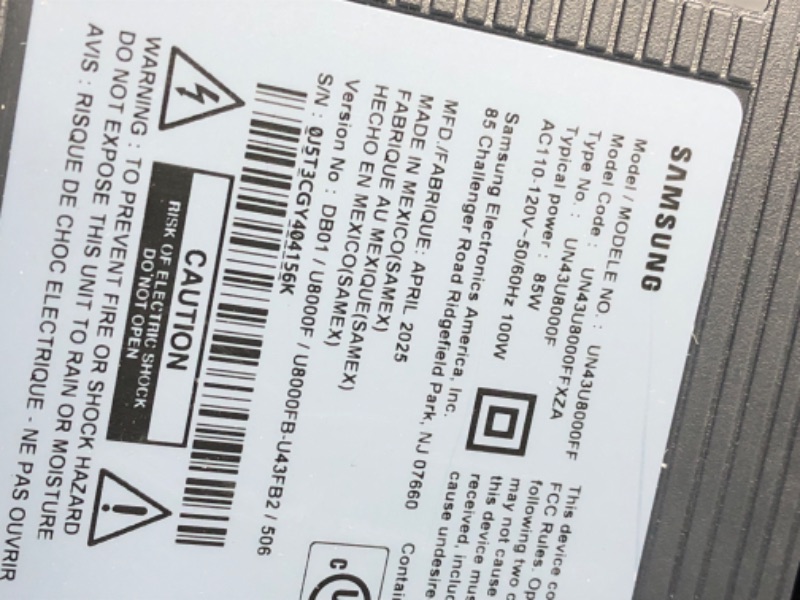 SAMSUNG
Model / MODELE NO. : UN43U8000FF
Model Code : UN43U8000FFXZA
Type No. : UN43U8000F
Typical power : 85W
AC110-120V~50/60Hz 100W
Samsung Electronics America, Inc.
85 Challenger Road Ridgefield Park, NJ 07660
MFD./FABRIQUE: APRIL 2025
MADE IN MEXICO(SAMEX)
FABRIQUE AU MEXIQUE(SAMEX)
HECHO EN MEXICO(SAMEX)
Version No : DB01 / U8000F / U8000FB-U43FB2 / 506
S/N : 0J5T3CGY404156K
CAUTION
RISK OF ELECTRIC SHOCK
DO NOT OPEN
WARNING : TO PREVENT FIRE OR SHOCK HAZARD
DO NOT EXPOSE THIS UNIT TO RAIN OR MOISTURE
AVIS : RISQUE DE CHOC ELECTRIQUE - NE PAS OUVRIR
This device co
FCC Rules. Op
following two c
may not cause
this device mus
received, includ
cause undesire
Contai
C U